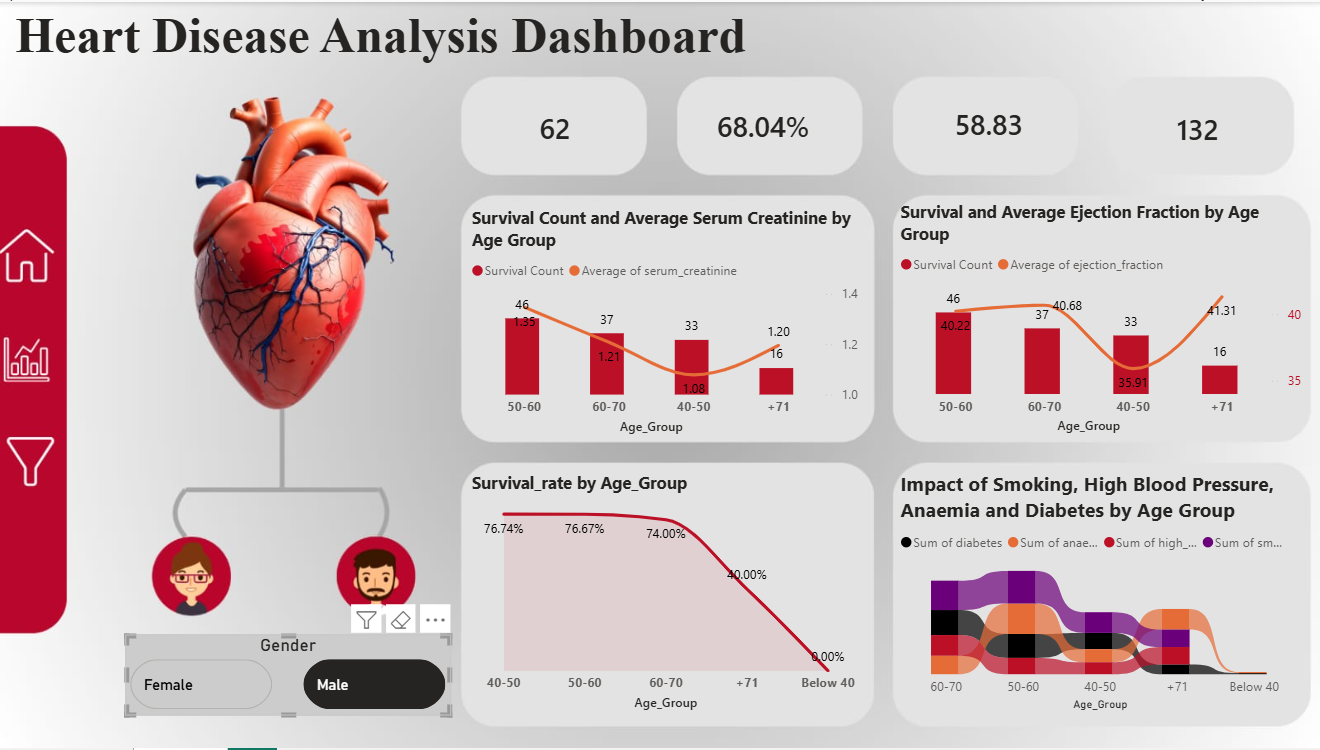 Heart Disease Analysis Dashboard
62
68.04%
58.83
132
Survival Count and Average Serum Creatinine by
Age Group
Survival Count Average of serum_creatinine
46
1.35
37
1.21
33
1.08
1.20
16
1.4
1.2
1.0
50-60 60-70 40-50 +71
Age_Group
Survival and Average Ejection Fraction by Age
Group
Survival Count Average of ejection_fraction
46
40.22
40.68
37
33
35.91
41.31
16
40
35
50-60 60-70 40-50 +71
Age_Group
Survival_rate by Age_Group
76.74% 76.67% 74.00% 40.00% 0.00%
40-50 50-60 60-70 +71 Below 40
Age_Group
Impact of Smoking, High Blood Pressure,
Anaemia and Diabetes by Age Group
Sum of diabetes Sum of anae... Sum of high_... Sum of sm...
60-70 50-60 40-50 +71 Below 40
Age_Group
Gender
Female Male